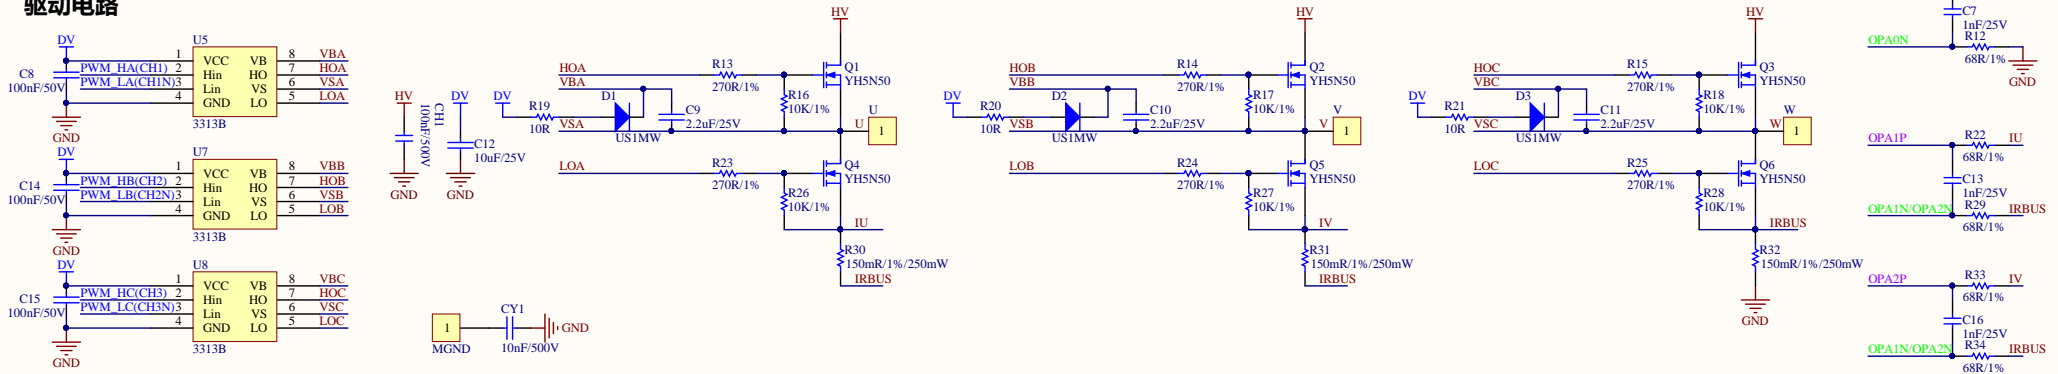 驱动电路
DV
C8
100nF/50V
GND
PWM_HA(CH1)
PWM_LA(CH1N)
U5
1 VCC VB 8 VBA
2 Hin HO 7 HOA
3 Lin VS 6 VSA
4 GND LO 5 LOA
3313B
DV
C14
100nF/50V
GND
PWM_HB(CH2)
PWM_LB(CH2N)
U7
1 VCC VB 8 VBB
2 Hin HO 7 HOB
3 Lin VS 6 VSB
4 GND LO 5 LOB
3313B
DV
C15
100nF/50V
GND
PWM_HC(CH3)
PWM_LC(CH3N)
U8
1 VCC VB 8 VBC
2 Hin HO 7 HOC
3 Lin VS 6 VSC
4 GND LO 5 LOC
3313B
HV
CH1
100nF/500V
GND
DV
C12
10uF/25V
GND
1
MGND
CY1
10nF/500V
GND
HV
HOA
VBA
R13
270R/1%
Q1
YH5N50
R16
10K/1%
DV
R19
10R
VSA
D1
US1MW
C9
2.2uF/25V
U
U
1
LOA
R23
270R/1%
Q4
YH5N50
R26
10K/1%
IU
R30
150mR/1%/250mW
IRBUS
HV
HOB
VBB
R14
270R/1%
Q2
YH5N50
R17
10K/1%
DV
R20
10R
VSB
D2
US1MW
C10
2.2uF/25V
V
V
1
LOB
R24
270R/1%
Q5
YH5N50
R27
10K/1%
IV
R31
150mR/1%/250mW
IRBUS
HV
HOC
VBC
R15
270R/1%
Q3
YH5N50
R18
10K/1%
DV
R21
10R
VSC
D3
US1MW
C11
2.2uF/25V
W
W
1
LOC
R25
270R/1%
Q6
YH5N50
R28
10K/1%
IRBUS
R32
150mR/1%/250mW
GND
C7
1nF/25V
OPA0N
R12
68R/1%
GND
OPA1P
R22
IU
68R/1%
C13
1nF/25V
OPA1N/OPA2N
R29
IRBUS
68R/1%
OPA2P
R33
IV
68R/1%
C16
1nF/25V
OPA1N/OPA2N
R34
IRBUS
68R/1%